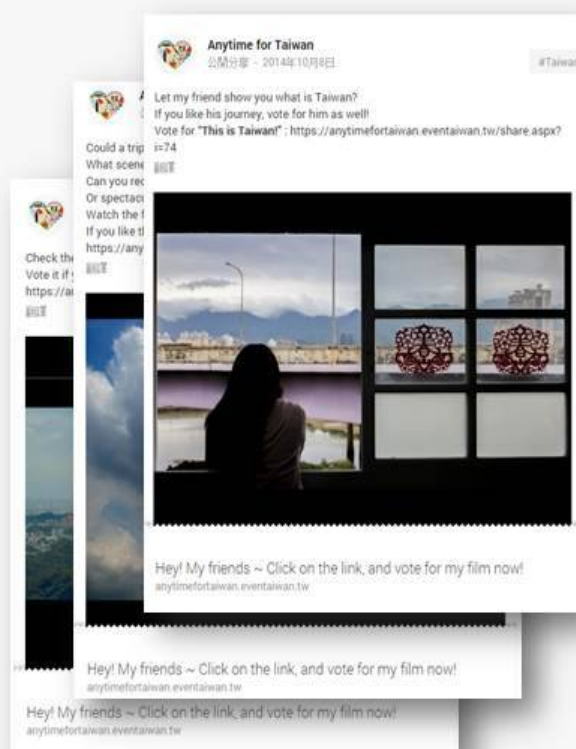 Anytime for Taiwan
公開分享 - 2014年10月8日
#Taiwan
Let my friend show you what is Taiwan?
If you like his journey, vote for him as well!
Vote for "This is Taiwan!" : https://anytimefortaiwan.eventaiwan.tw/share.aspx?
i=74
翻譯
Could a trip
What scene
Can you rec
Or spectacu
Watch the f
If you like t
https://any
翻譯
Check the
Vote it if
https://a
翻譯
Hey! My friends ~ Click on the link, and vote for my film now!
anytimefortaiwan.eventaiwan.tw
Hey! My friends ~ Click on the link, and vote for my film now!
anytimefortaiwan.eventaiwan.tw
Hey! My friends ~ Click on the link, and vote for my film now!
anytimefortaiwan.eventaiwan.tw